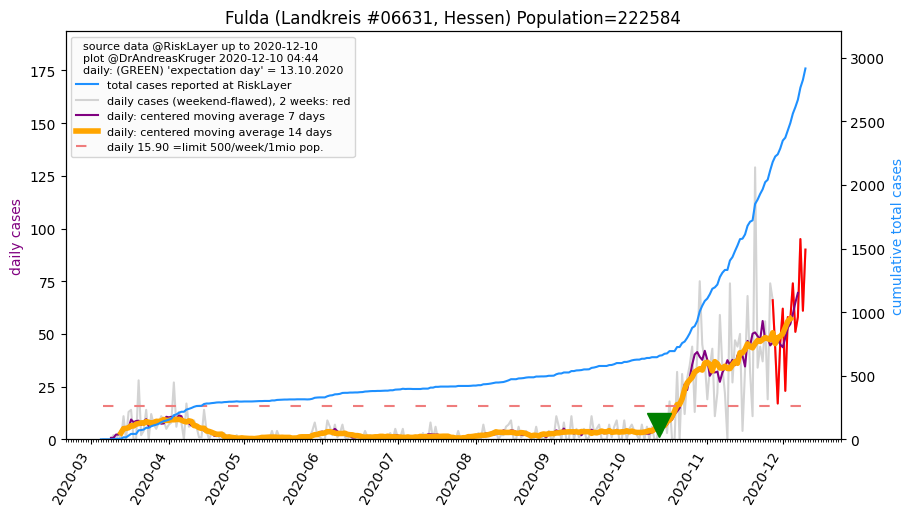 Fulda (Landkreis #06631, Hessen) Population=222584
source data @RiskLayer up to 2020-12-10
plot @DrAndreasKruger 2020-12-10 04:44
daily: (GREEN) 'expectation day' = 13.10.2020
total cases reported at RiskLayer
daily cases (weekend-flawed), 2 weeks: red
daily: centered moving average 7 days
daily: centered moving average 14 days
daily 15.90 =limit 500/week/1mio pop.
daily cases
175
150
125
100
75
50
25
0
cumulative total cases
3000
2500
2000
1500
1000
500
0
2020-03
2020-04
2020-05
2020-06
2020-07
2020-08
2020-09
2020-10
2020-11
2020-12